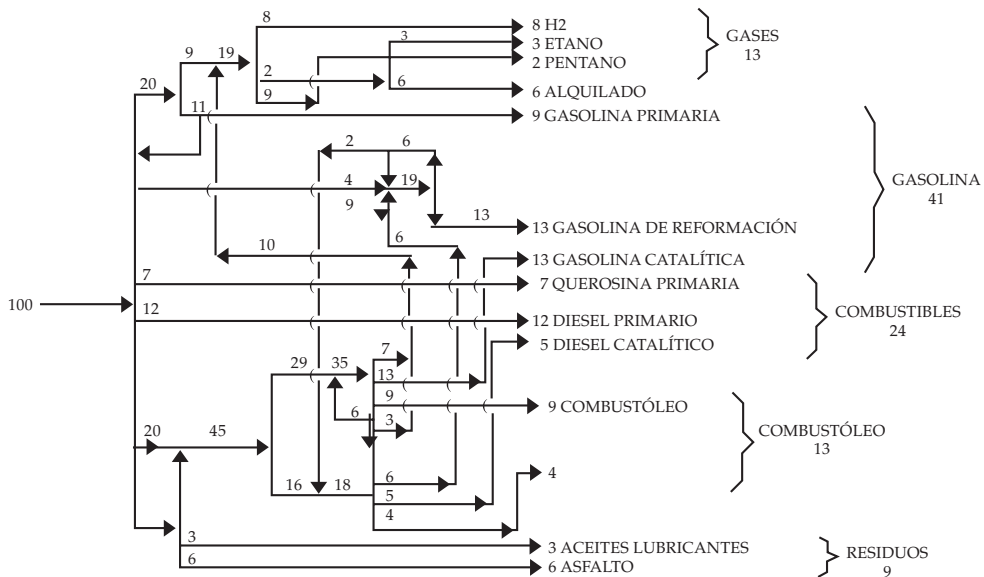 8
8 H2
3
3 ETANO
GASES
13
9
19
2 PENTANO
2
20
6
6 ALQUILADO
9
11
9 GASOLINA PRIMARIA
2
6
GASOLINA
41
4
19
9
13
13 GASOLINA DE REFORMACIÓN
6
10
13 GASOLINA CATALÍTICA
7
7 QUEROSINA PRIMARIA
100
12
12 DIESEL PRIMARIO
COMBUSTIBLES
24
5 DIESEL CATALÍTICO
7
29
35
13
9
9 COMBUSTÓLEO
6
3
COMBUSTÓLEO
13
20
45
4
6
16
18
5
4
3
3 ACEITES LUBRICANTES
RESIDUOS
9
6
6 ASFALTO